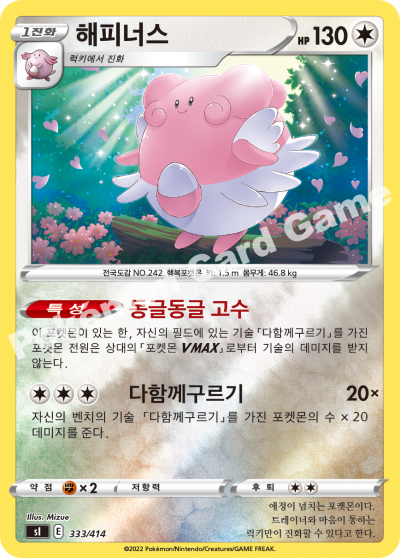 1진화
해피너스
HP 130
럭키에서 진화
전국도감 NO.242 행복포켓몬 키: 1.5 m 몸무게: 46.8 kg
특성 동글동글 고수
이 포켓몬이 있는 한, 자신의 필드에 있는 기술 「다함께구르기」를 가진
포켓몬 전원은 상대의 「포켓몬 VMAX」로부터 기술의 데미지를 받지
않는다.
다함께구르기 20×
자신의 벤치의 기술 「다함께구르기」를 가진 포켓몬의 수 × 20
데미지를 준다.
약점 ×2 저항력 후퇴
Illus. Mizue
sI E 333/414
애정이 넘치는 포켓몬이다.
트레이너와 마음이 통하는
럭키만이 진화할 수 있다고 한다.
©2022 Pokémon/Nintendo/Creatures/GAME FREAK.
Pokémon Card Game